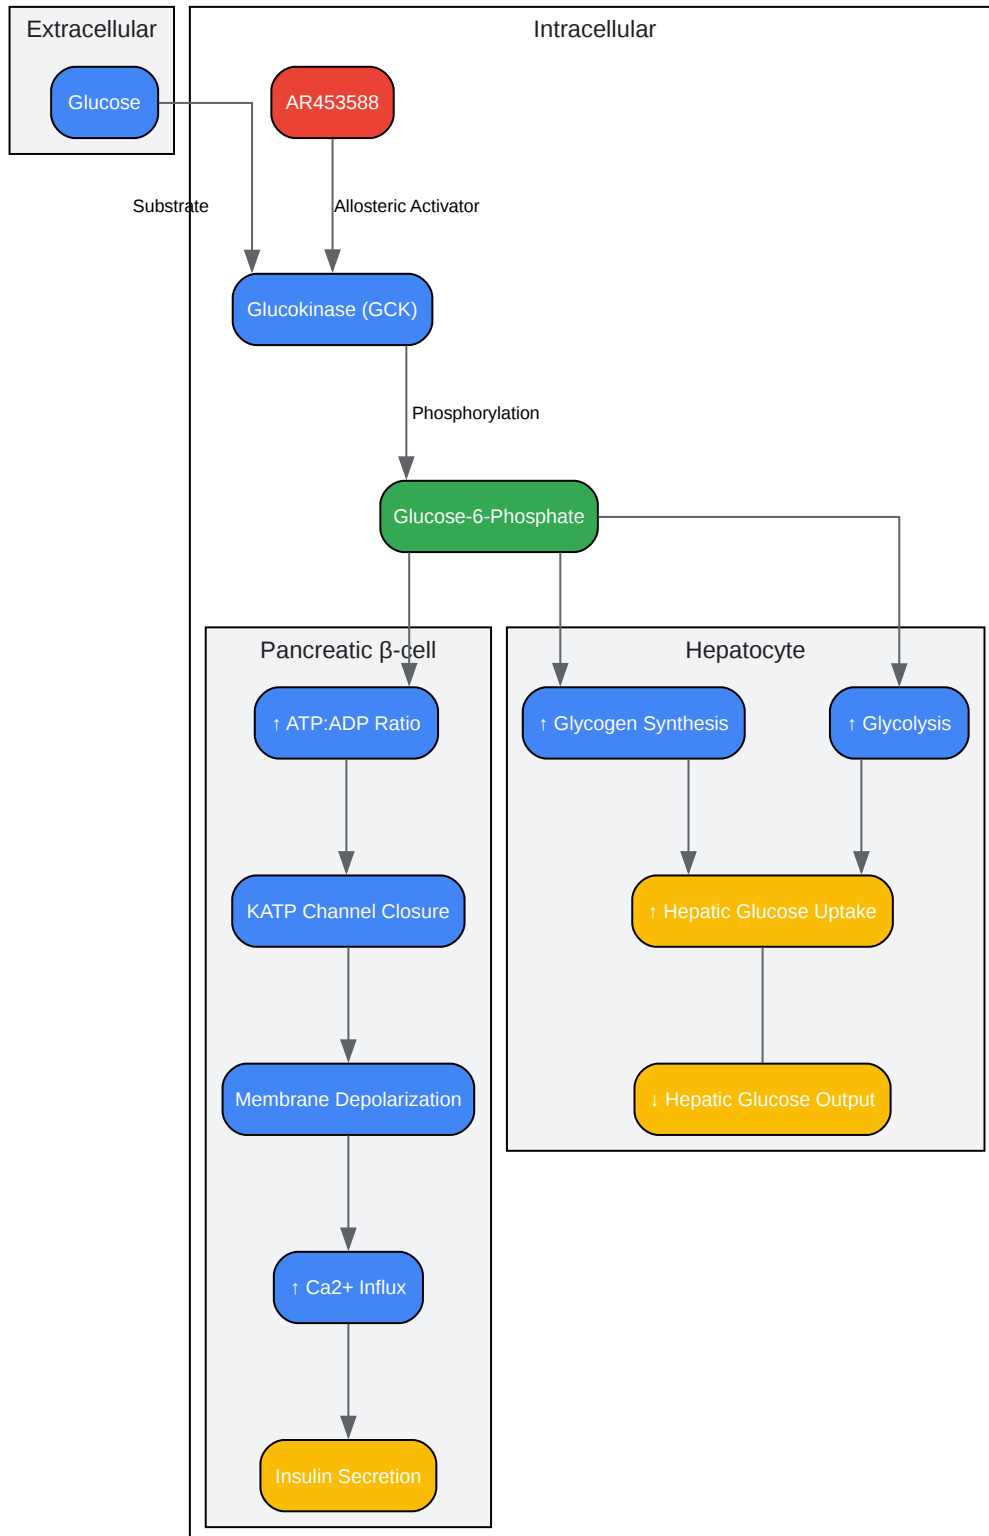 Extracellular
Intracellular
Glucose
AR453588
Substrate
Allosteric Activator
Glucokinase (GCK)
Phosphorylation
Glucose-6-Phosphate
Pancreatic β-cell
Hepatocyte
↑ ATP:ADP Ratio
↑ Glycogen Synthesis
↑ Glycolysis
KATP Channel Closure
↑ Hepatic Glucose Uptake
Membrane Depolarization
↓ Hepatic Glucose Output
↑ Ca2+ Influx
Insulin Secretion